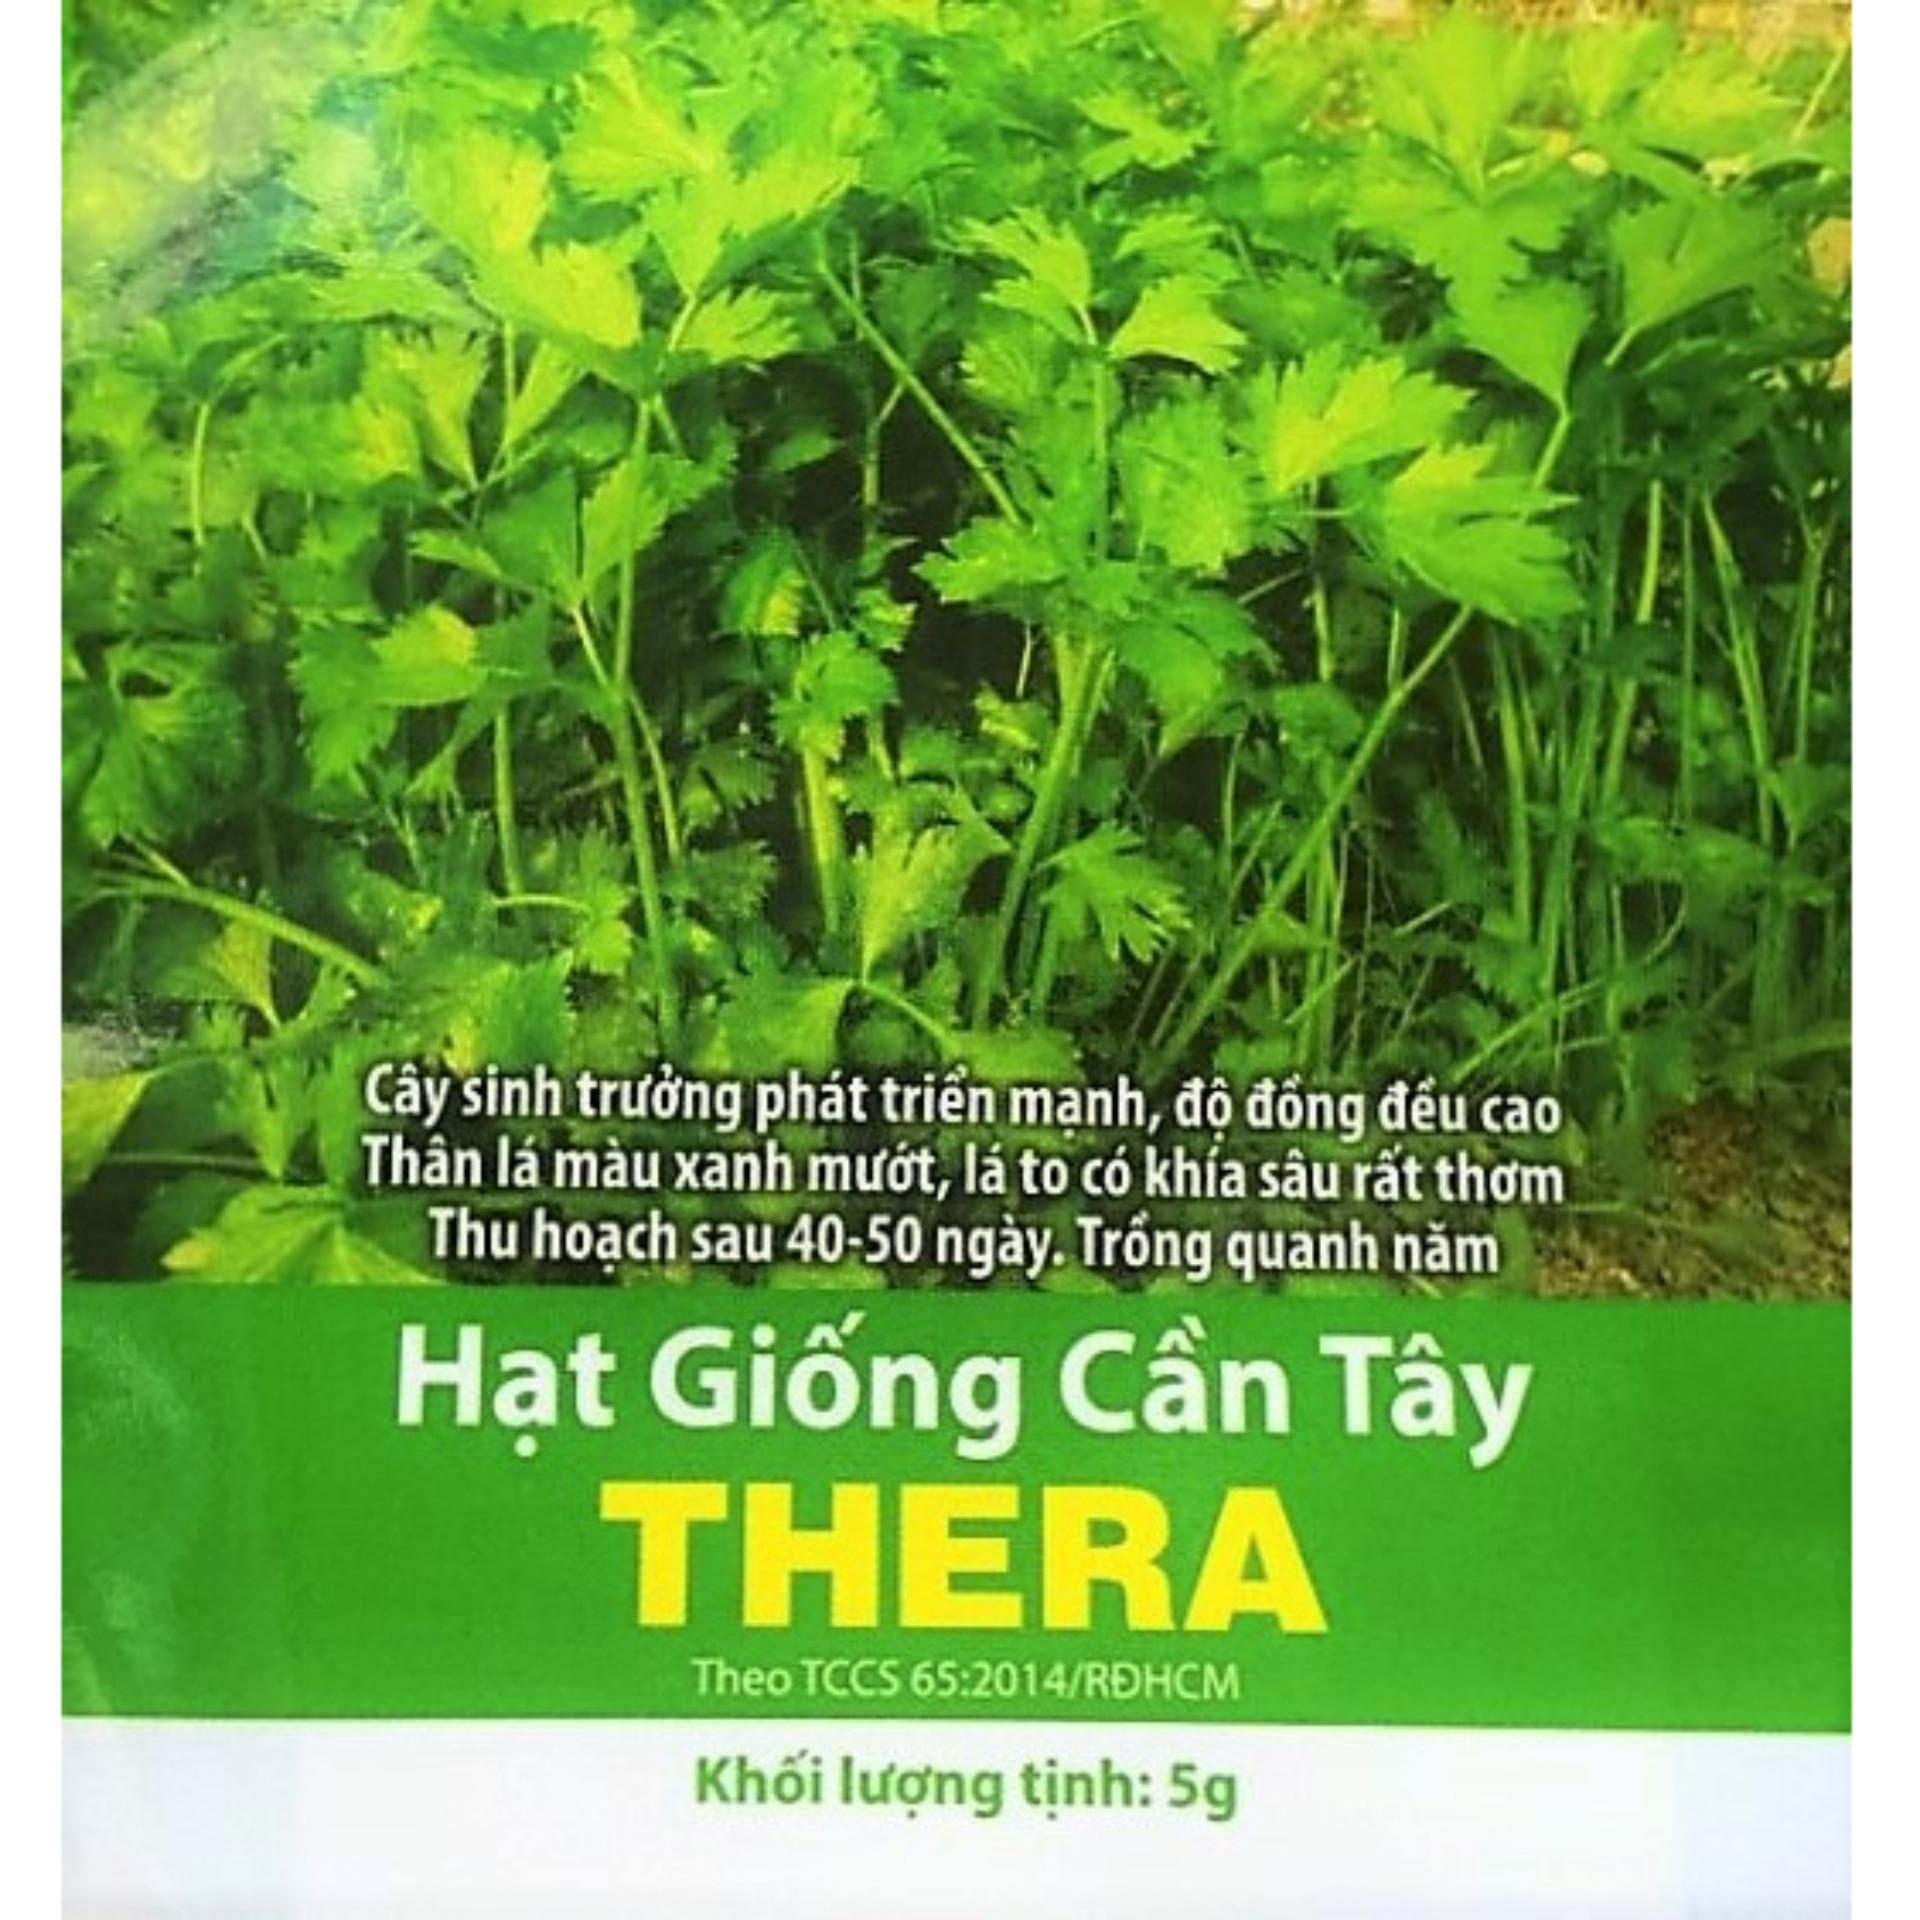 Cây sinh trưởng phát triển mạnh, độ đồng đều cao
Thân lá màu xanh mướt, lá to có khía sâu rất thơm
Thu hoạch sau 40-50 ngày. Trồng quanh năm
Hạt Giống Cần Tây
THERA
Theo TCCS 65:2014/RĐHCM
Khối lượng tịnh: 5g